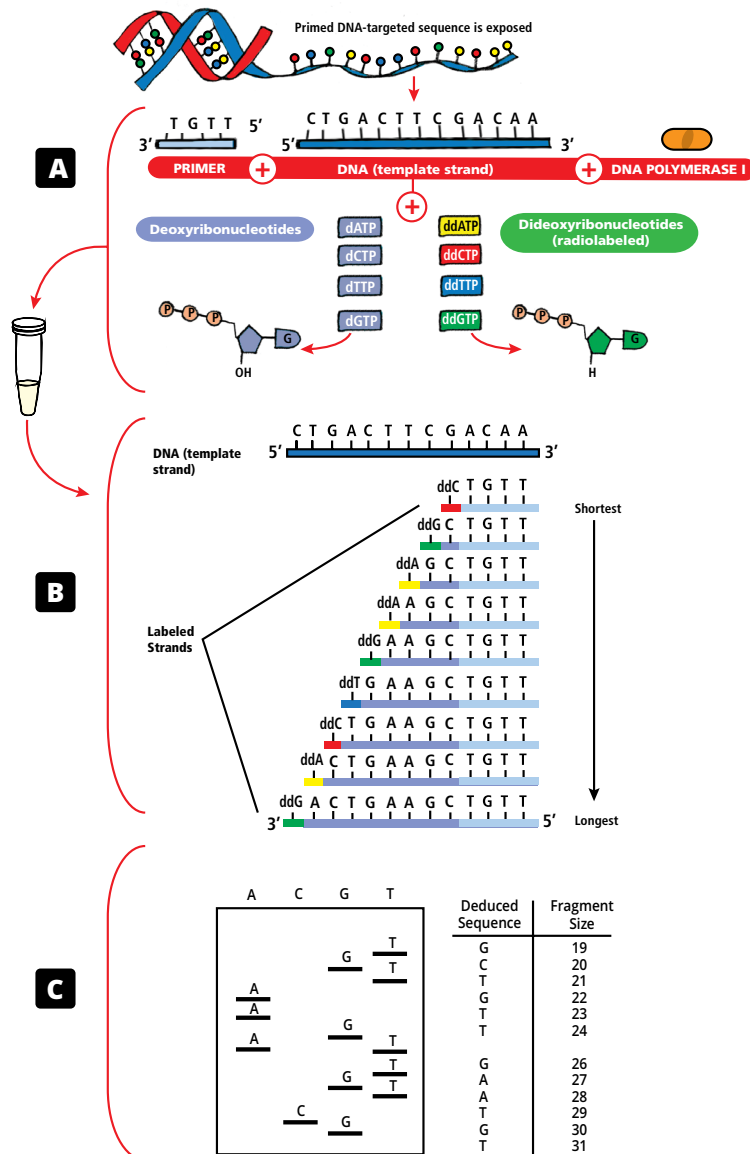 Primed DNA-targeted sequence is exposed
A
T G T T 5’
3’
C T G A C T T C G A C A A
5’ 3’
PRIMER + DNA (template strand) + DNA POLYMERASE I
+
Deoxyribonucleotides
dATP
dCTP
dTTP
dGTP
ddATP
ddCTP
ddTTP
ddGTP
Dideoxyribonucleotides
(radiolabeled)
P P P G
OH
P P P G
H
B
DNA (template
strand)
C T G A C T T C G A C A A
5’ 3’
Labeled
Strands
ddC T G T T
ddG C T G T T
ddA G C T G T T
ddA A G C T G T T
ddG A A G C T G T T
ddT G A A G C T G T T
ddC T G A A G C T G T T
ddA C T G A A G C T G T T
ddG A C T G A A G C T G T T
3’ 5’
Shortest
Longest
C
A C G T
T
G
T
A
A
G
A
T
T
G
T
C
G
Deduced Fragment
Sequence Size
G 19
C 20
T 21
G 22
T 23
T 24
G 26
A 27
A 28
T 29
G 30
T 31